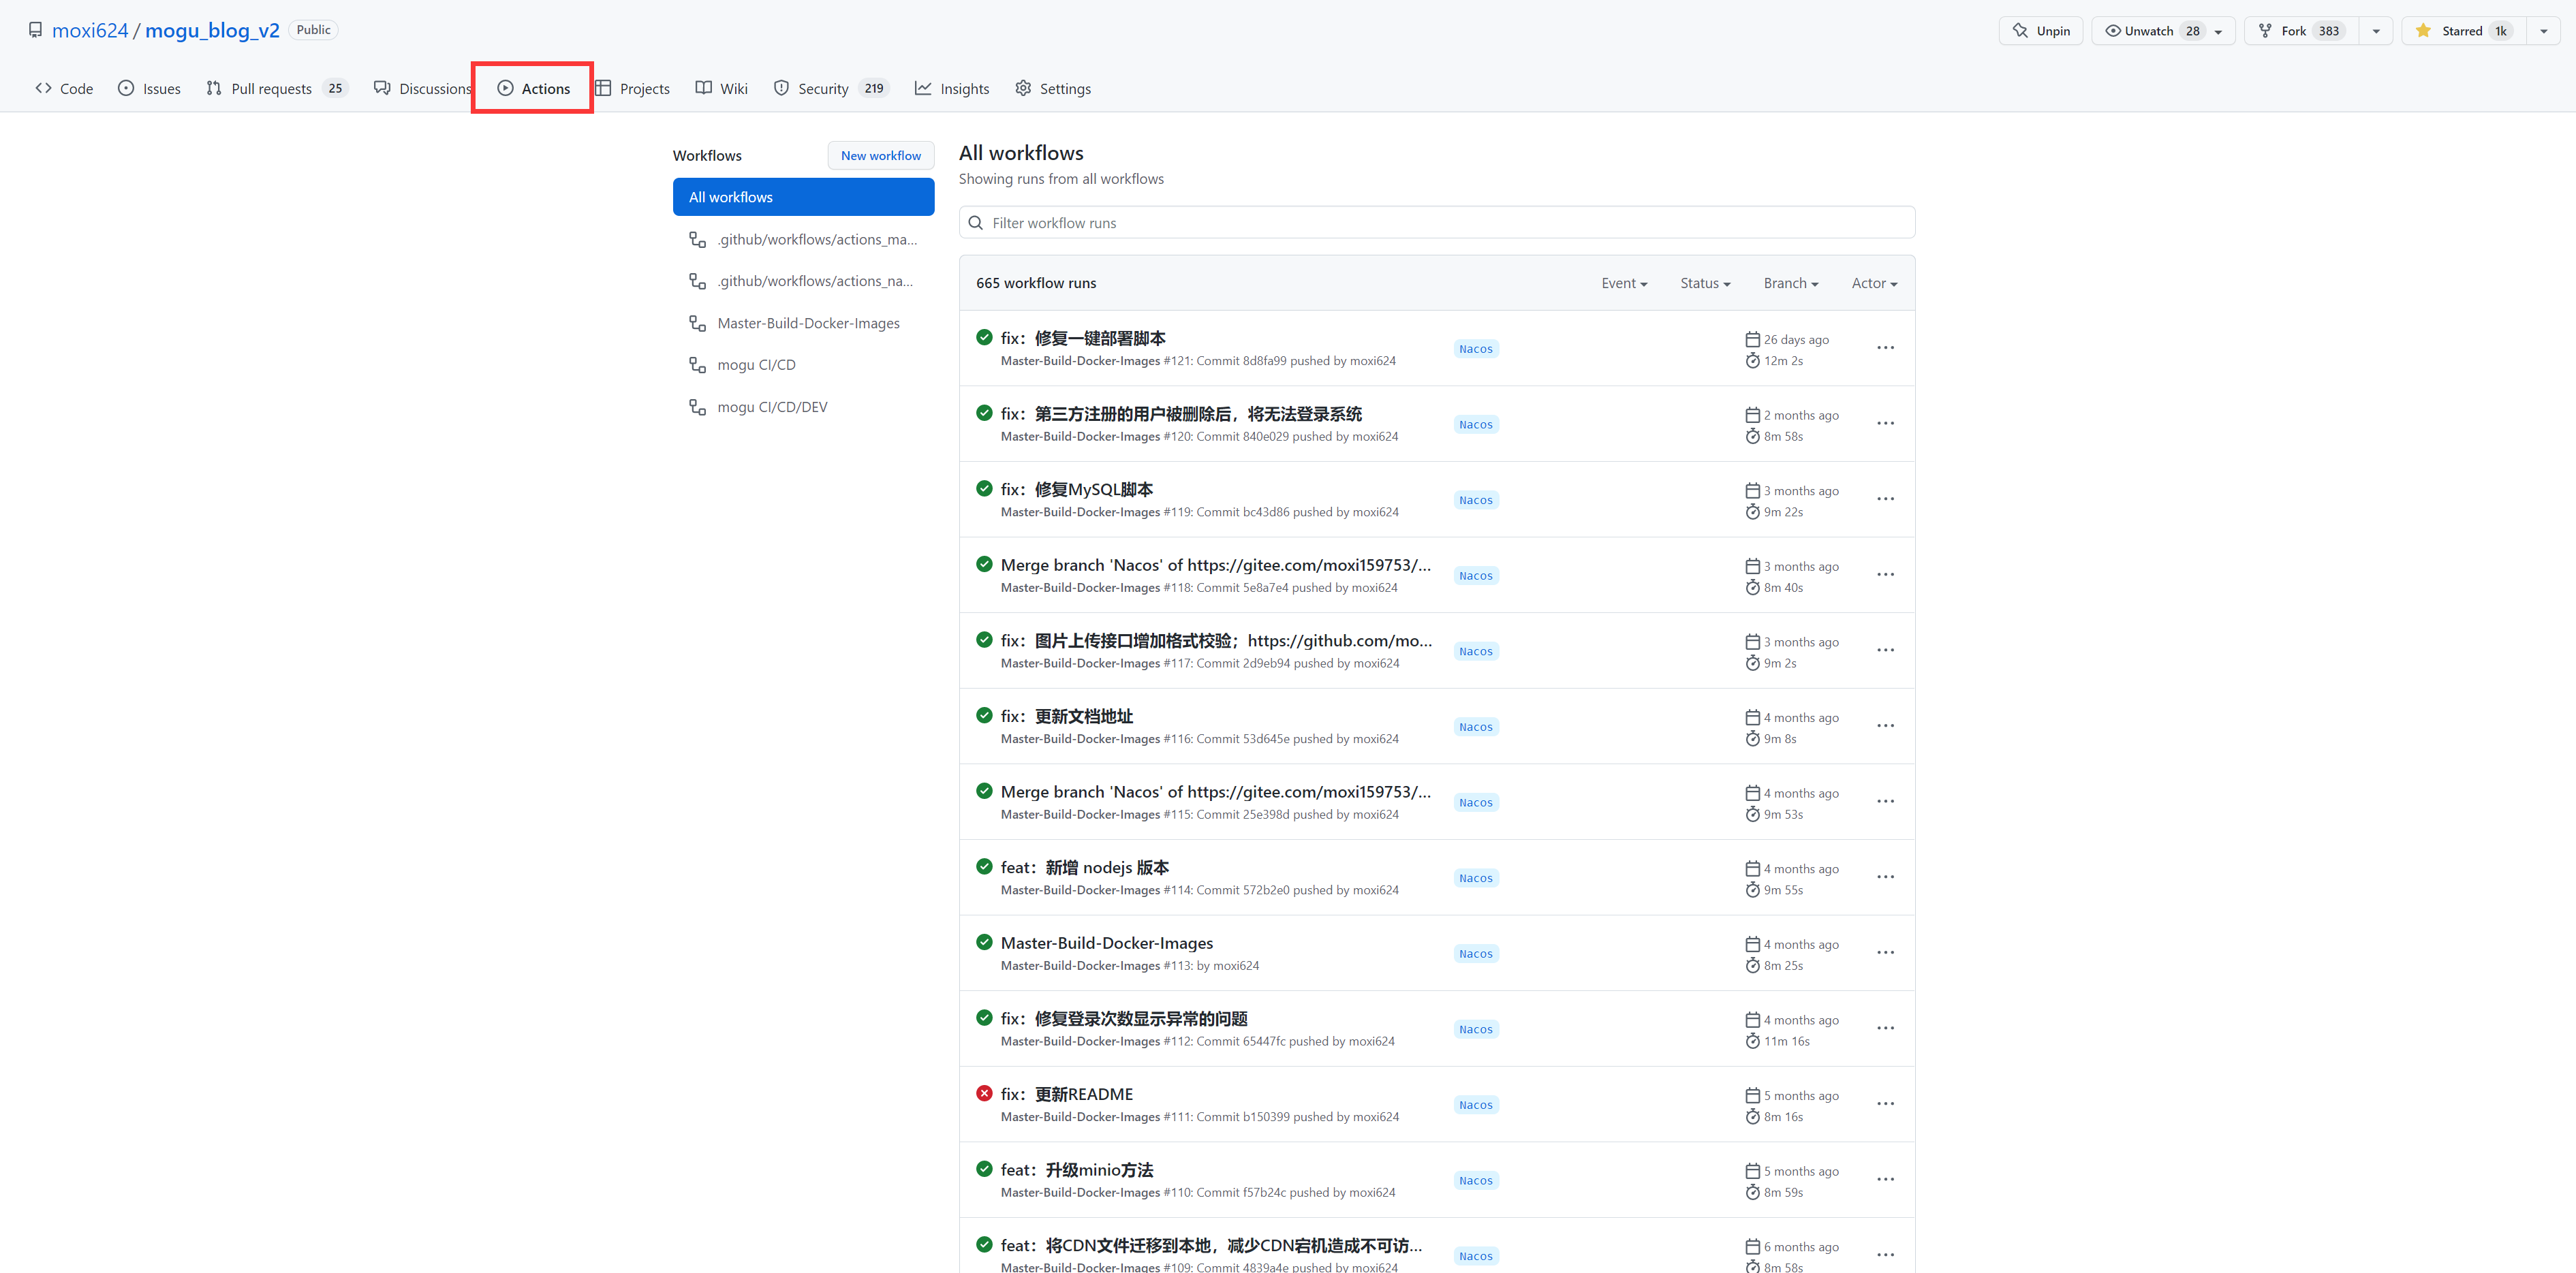 moxi624 / mogu_blog_v2 Public
Unpin
Unwatch 28
Fork 383
Starred 1k
Code
Issues
Pull requests 25
Discussions
Actions
Projects
Wiki
Security 219
Insights
Settings
Workflows
New workflow
All workflows
.github/workflows/actions_ma...
.github/workflows/actions_na...
Master-Build-Docker-Images
mogu CI/CD
mogu CI/CD/DEV
All workflows
Showing runs from all workflows
Filter workflow runs
665 workflow runs
Event Status Branch Actor
fix：修复一键部署脚本
Master-Build-Docker-Images #121: Commit 8d8fa99 pushed by moxi624
Nacos
26 days ago
12m 2s
fix：第三方注册的用户被删除后，将无法登录系统
Master-Build-Docker-Images #120: Commit 840e029 pushed by moxi624
Nacos
2 months ago
8m 58s
fix：修复MySQL脚本
Master-Build-Docker-Images #119: Commit bc43d86 pushed by moxi624
Nacos
3 months ago
9m 22s
Merge branch 'Nacos' of https://gitee.com/moxi159753/...
Master-Build-Docker-Images #118: Commit 5e8a7e4 pushed by moxi624
Nacos
3 months ago
8m 40s
fix：图片上传接口增加格式校验；https://github.com/mo...
Master-Build-Docker-Images #117: Commit 2d9eb94 pushed by moxi624
Nacos
3 months ago
9m 2s
fix：更新文档地址
Master-Build-Docker-Images #116: Commit 53d645e pushed by moxi624
Nacos
4 months ago
9m 8s
Merge branch 'Nacos' of https://gitee.com/moxi159753/...
Master-Build-Docker-Images #115: Commit 25e398d pushed by moxi624
Nacos
4 months ago
9m 53s
feat：新增 nodejs 版本
Master-Build-Docker-Images #114: Commit 572b2e0 pushed by moxi624
Nacos
4 months ago
9m 55s
Master-Build-Docker-Images
Master-Build-Docker-Images #113: by moxi624
Nacos
4 months ago
8m 25s
fix：修复登录次数显示异常的问题
Master-Build-Docker-Images #112: Commit 65447fc pushed by moxi624
Nacos
4 months ago
11m 16s
fix：更新README
Master-Build-Docker-Images #111: Commit b150399 pushed by moxi624
Nacos
5 months ago
8m 16s
feat：升级minio方法
Master-Build-Docker-Images #110: Commit f57b24c pushed by moxi624
Nacos
5 months ago
8m 59s
feat：将CDN文件迁移到本地，减少CDN宕机造成不可访...
Master-Build-Docker-Images #109: Commit 4839a4e pushed by moxi624
Nacos
6 months ago
8m 58s